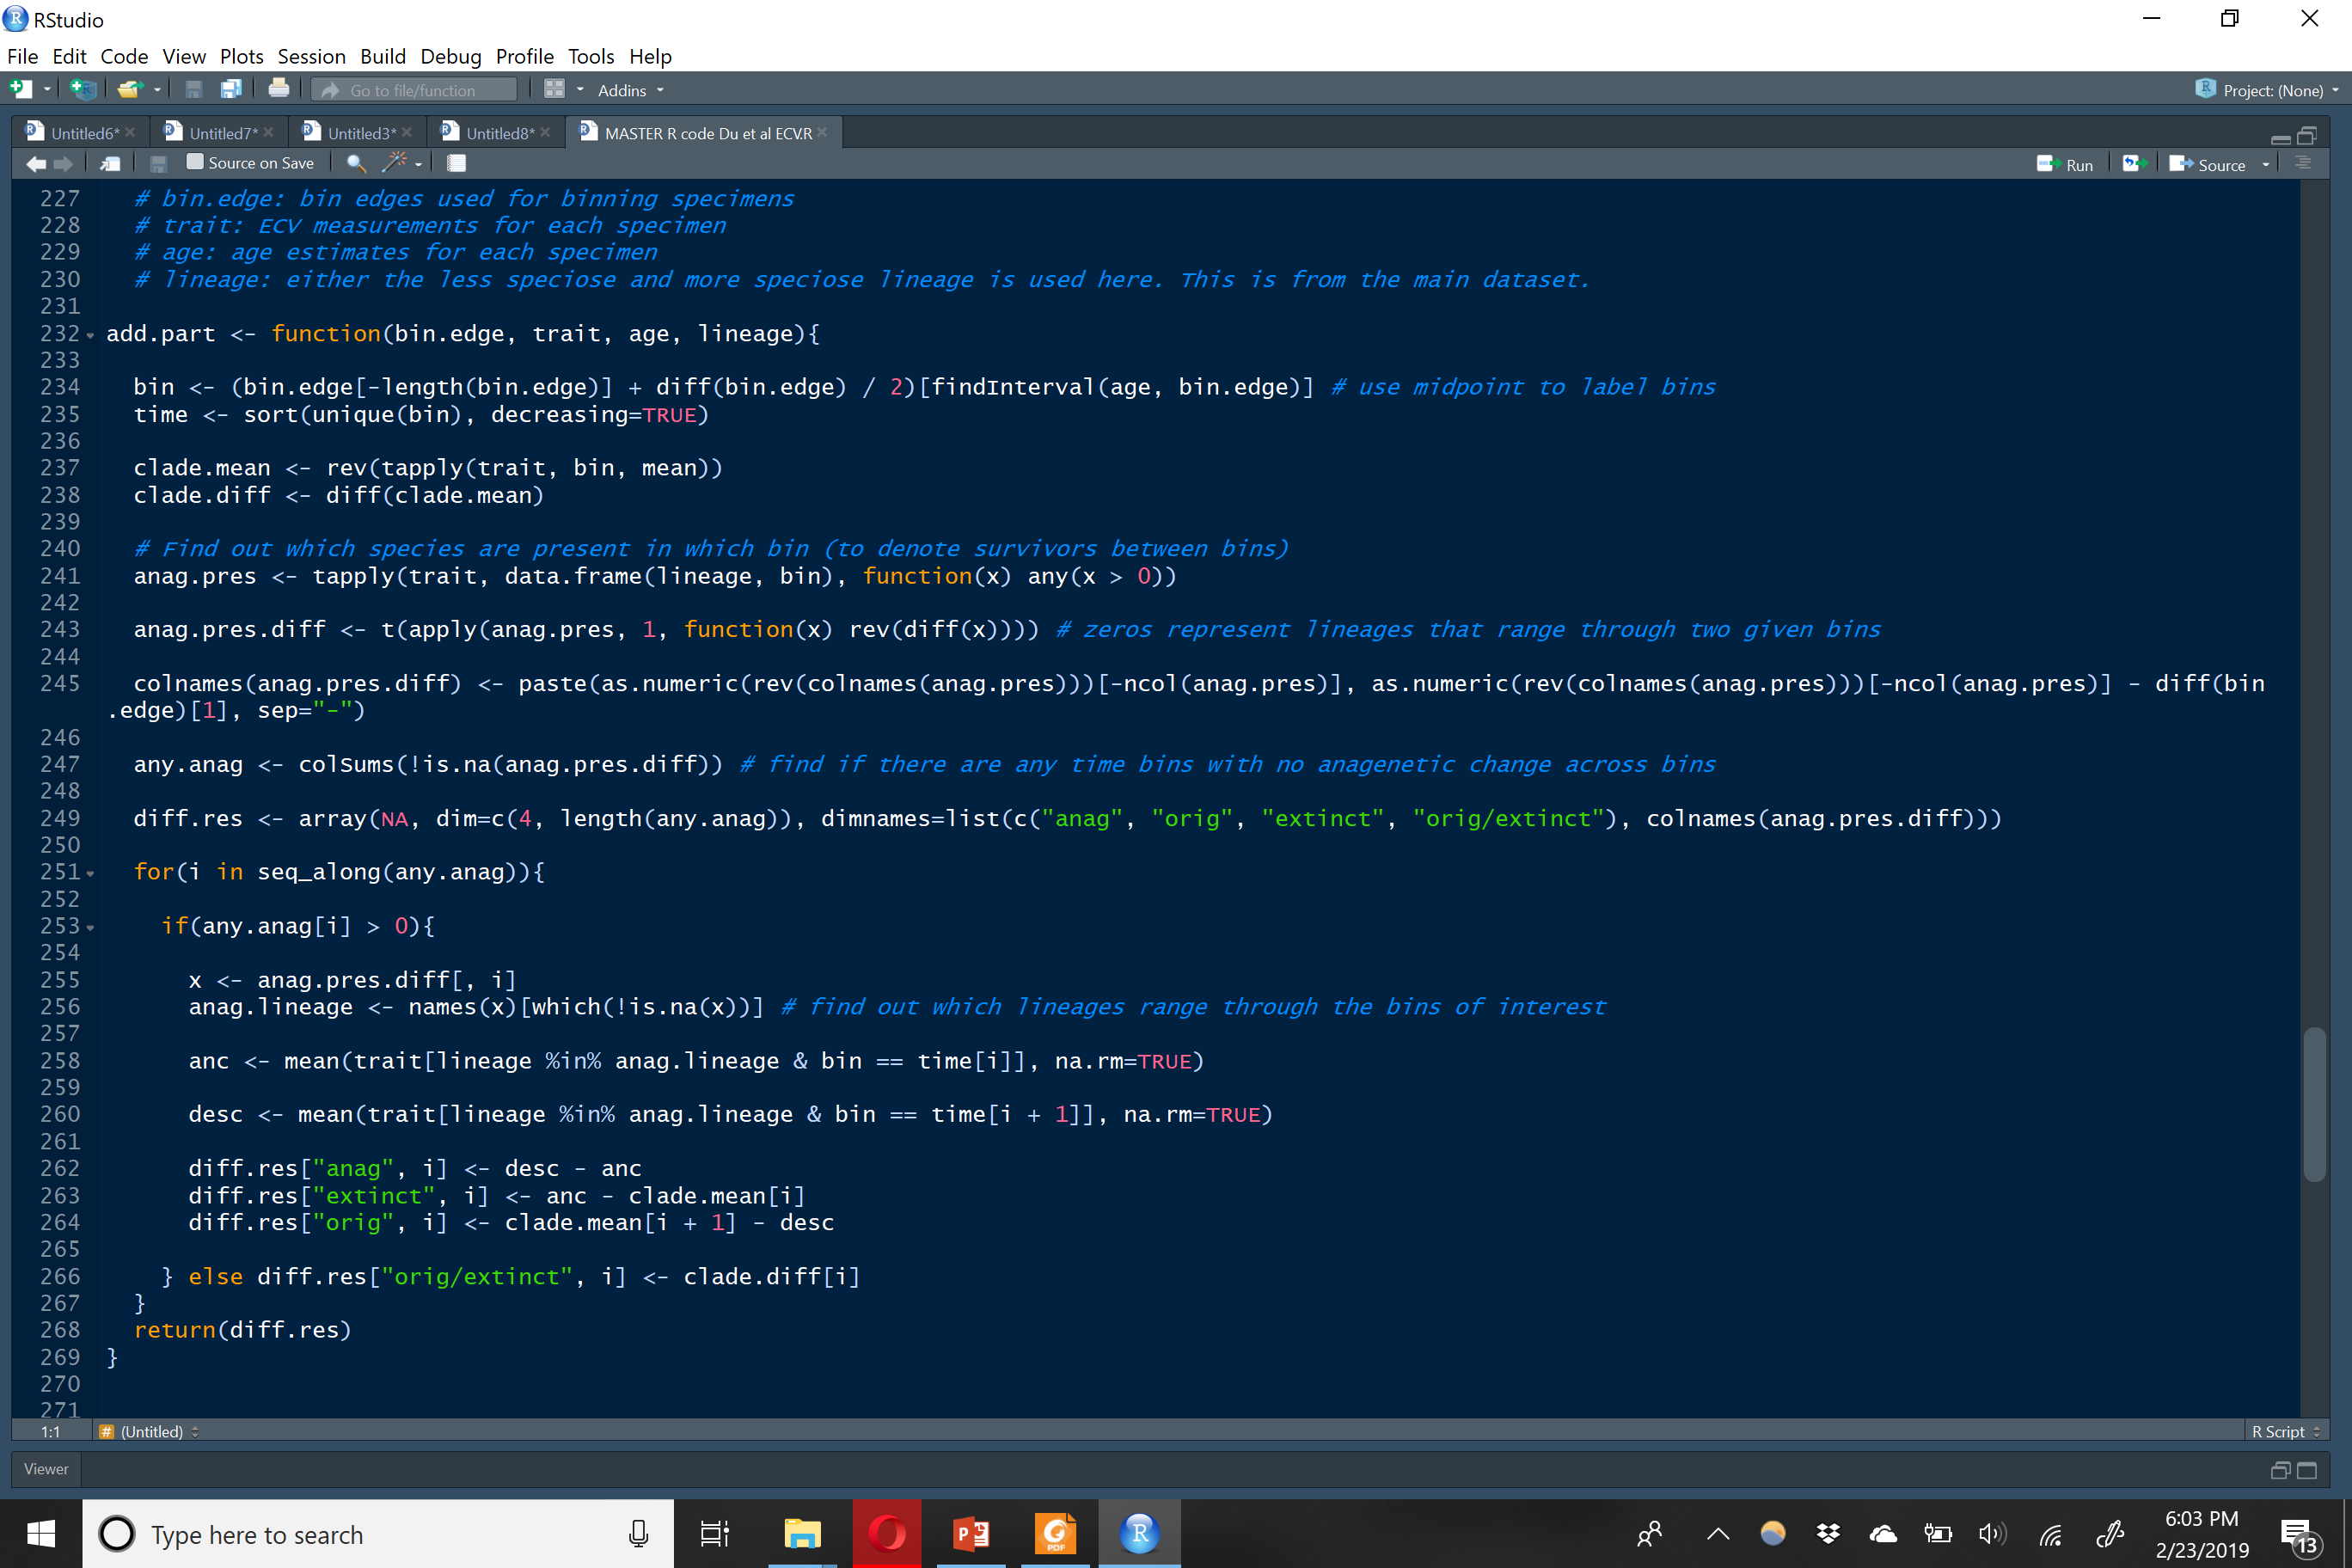 RStudio
File Edit Code View Plots Session Build Debug Profile Tools Help
Go to file/function Addins Project: (None)
Untitled6* Untitled7* Untitled3* Untitled8* MASTER R code Du et al ECV.R
Source on Save Run Source
227 # bin.edge: bin edges used for binning specimens
228 # trait: ECV measurements for each specimen
229 # age: age estimates for each specimen
230 # lineage: either the less speciose and more speciose lineage is used here. This is from the main dataset.
231
232 add.part <- function(bin.edge, trait, age, lineage){
233
234 bin <- (bin.edge[-length(bin.edge)] + diff(bin.edge) / 2)[findInterval(age, bin.edge)] # use midpoint to label bins
235 time <- sort(unique(bin), decreasing=TRUE)
236
237 clade.mean <- rev(tapply(trait, bin, mean))
238 clade.diff <- diff(clade.mean)
239
240 # Find out which species are present in which bin (to denote survivors between bins)
241 anag.pres <- tapply(trait, data.frame(lineage, bin), function(x) any(x > 0))
242
243 anag.pres.diff <- t(apply(anag.pres, 1, function(x) rev(diff(x)))) # zeros represent lineages that range through two given bins
244
245 colnames(anag.pres.diff) <- paste(as.numeric(rev(colnames(anag.pres)))[-ncol(anag.pres)], as.numeric(rev(colnames(anag.pres)))[-ncol(anag.pres)] - diff(bin
.edge)[1], sep="-")
246
247 any.anag <- colSums(!is.na(anag.pres.diff)) # find if there are any time bins with no anagenetic change across bins
248
249 diff.res <- array(NA, dim=c(4, length(any.anag)), dimnames=list(c("anag", "orig", "extinct", "orig/extinct"), colnames(anag.pres.diff)))
250
251 for(i in seq_along(any.anag)){
252
253 if(any.anag[i] > 0){
254
255 x <- anag.pres.diff[, i]
256 anag.lineage <- names(x)[which(!is.na(x))] # find out which lineages range through the bins of interest
257
258 anc <- mean(trait[lineage %in% anag.lineage & bin == time[i]], na.rm=TRUE)
259
260 desc <- mean(trait[lineage %in% anag.lineage & bin == time[i + 1]], na.rm=TRUE)
261
262 diff.res["anag", i] <- desc - anc
263 diff.res["extinct", i] <- anc - clade.mean[i]
264 diff.res["orig", i] <- clade.mean[i + 1] - desc
265
266 } else diff.res["orig/extinct", i] <- clade.diff[i]
267 }
268 return(diff.res)
269 }
270
271
1:1 # (Untitled) R Script
Viewer
Type here to search
6:03 PM
2/23/2019
13